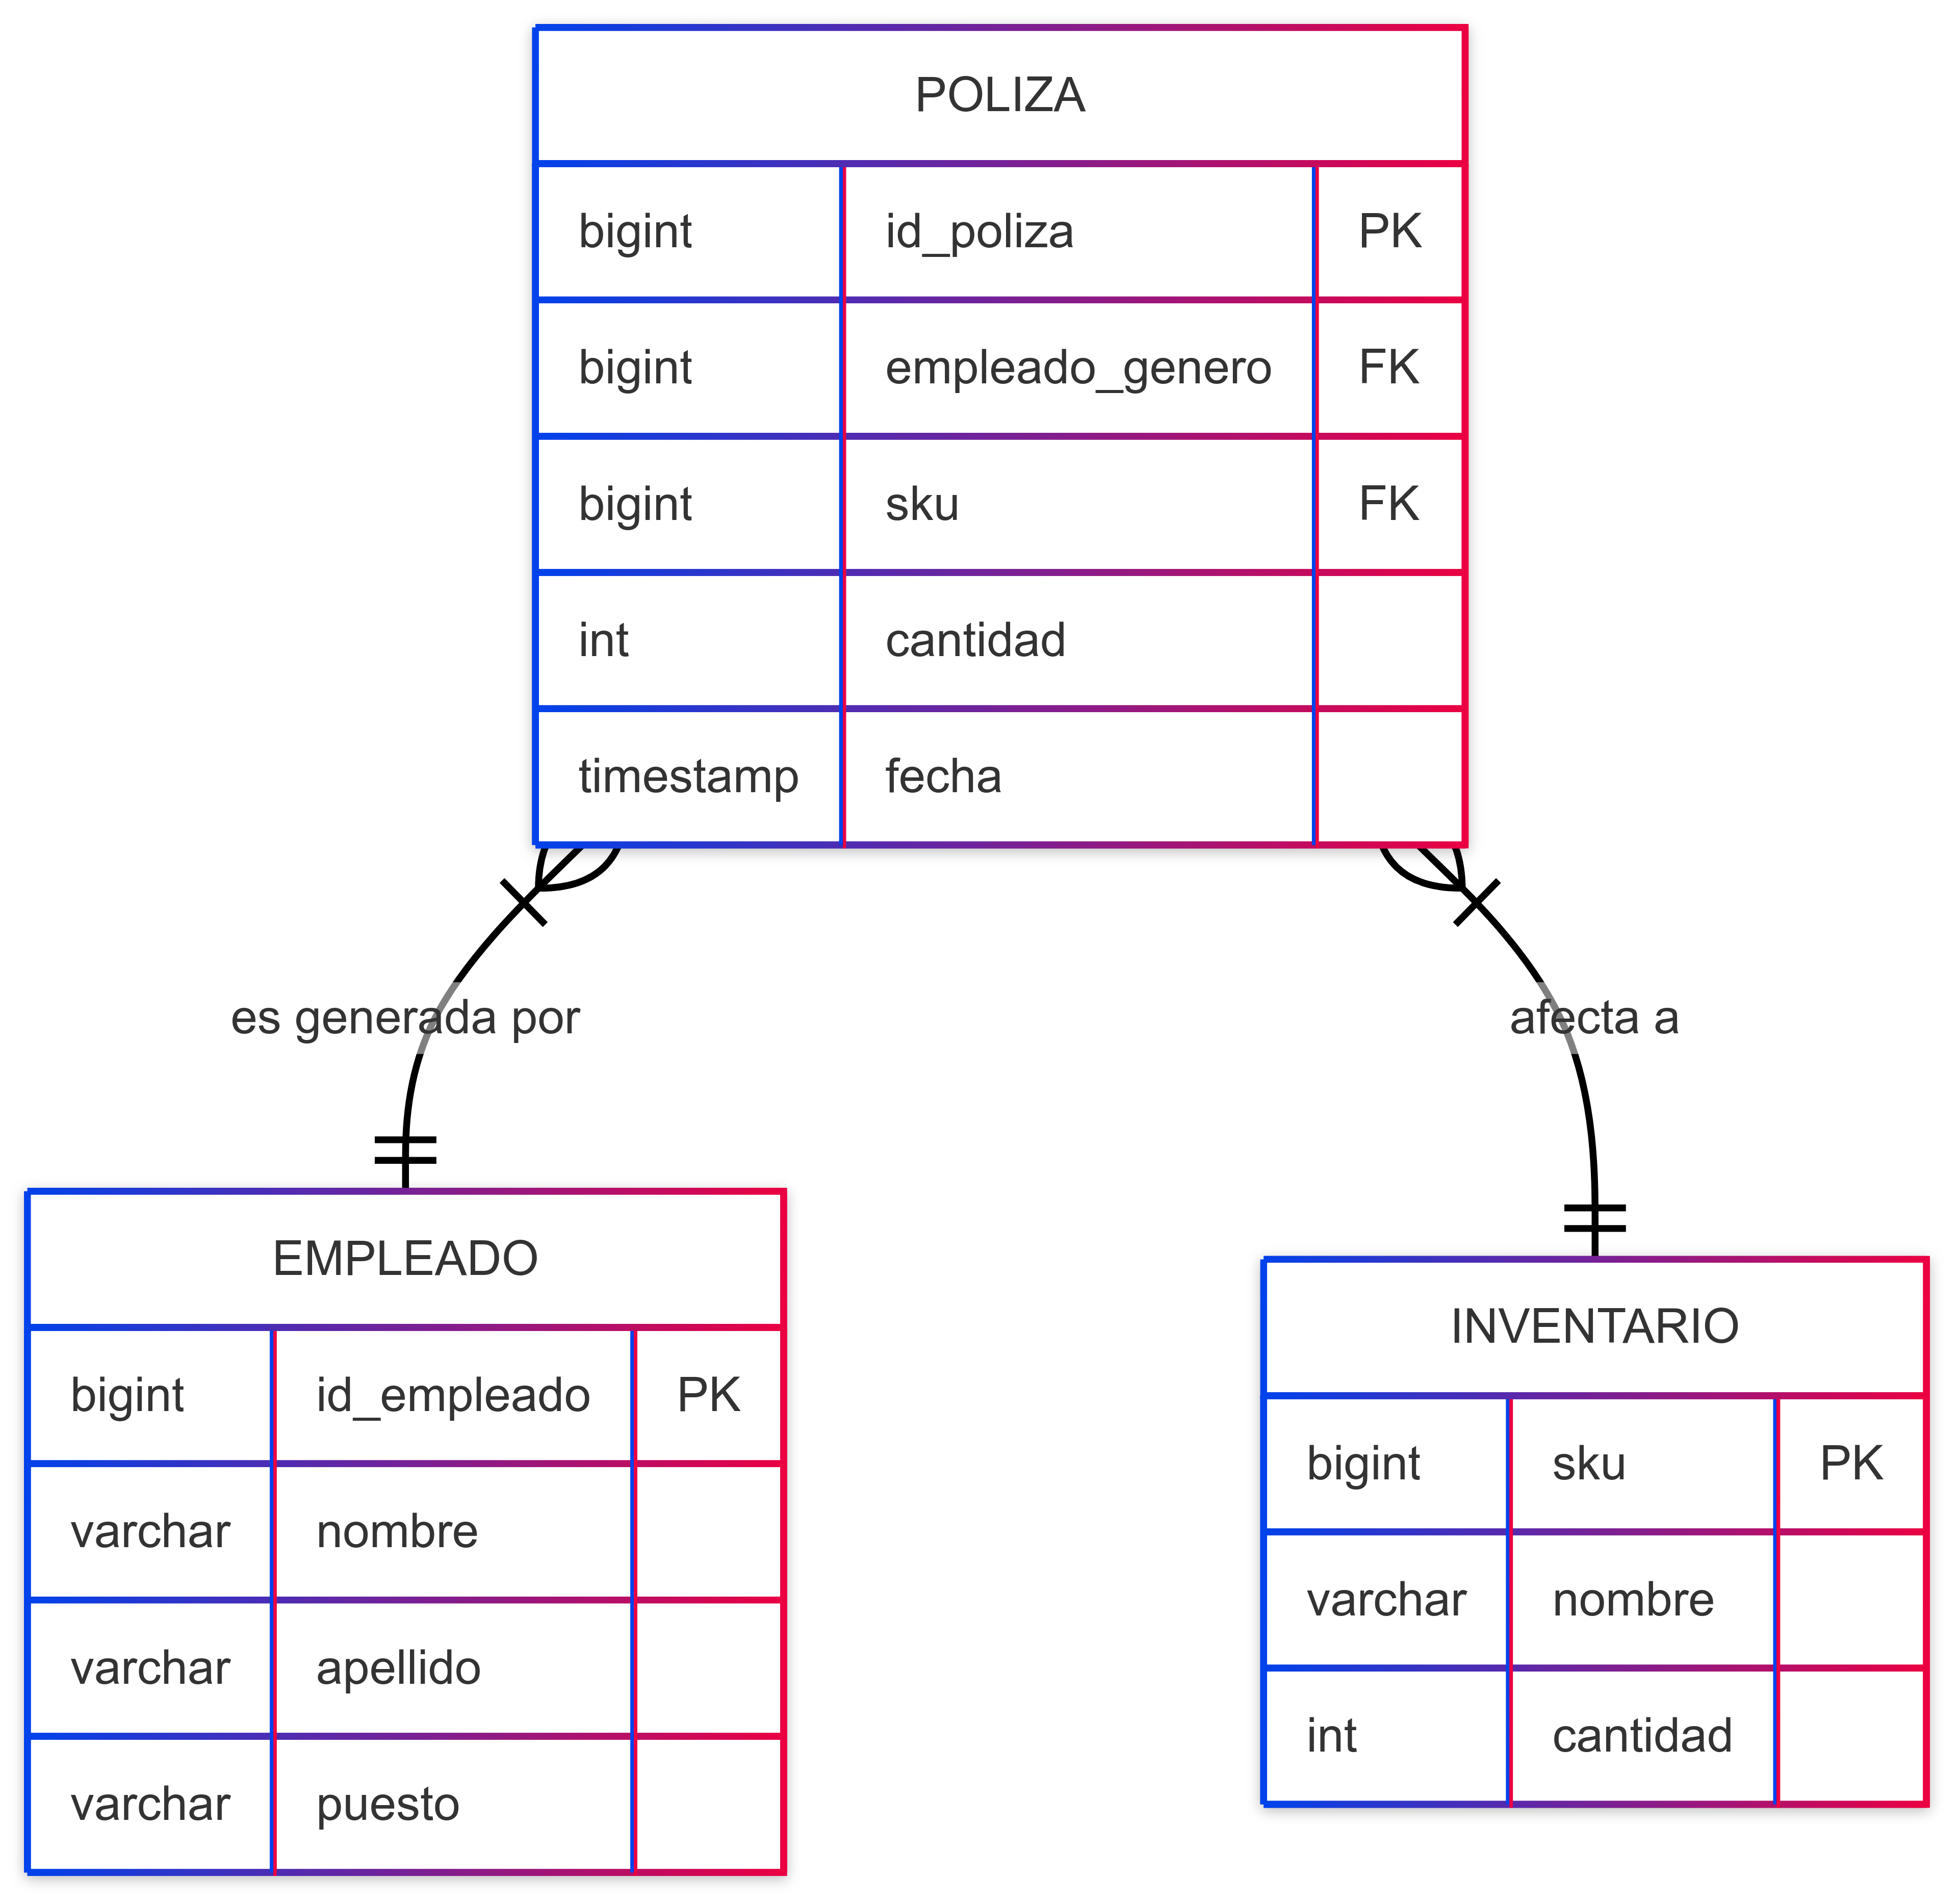 POLIZA
bigint id_poliza PK
bigint empleado_genero FK
bigint sku FK
int cantidad
timestamp fecha
es generada por
afecta a
EMPLEADO
bigint id_empleado PK
varchar nombre
varchar apellido
varchar puesto
INVENTARIO
bigint sku PK
varchar nombre
int cantidad